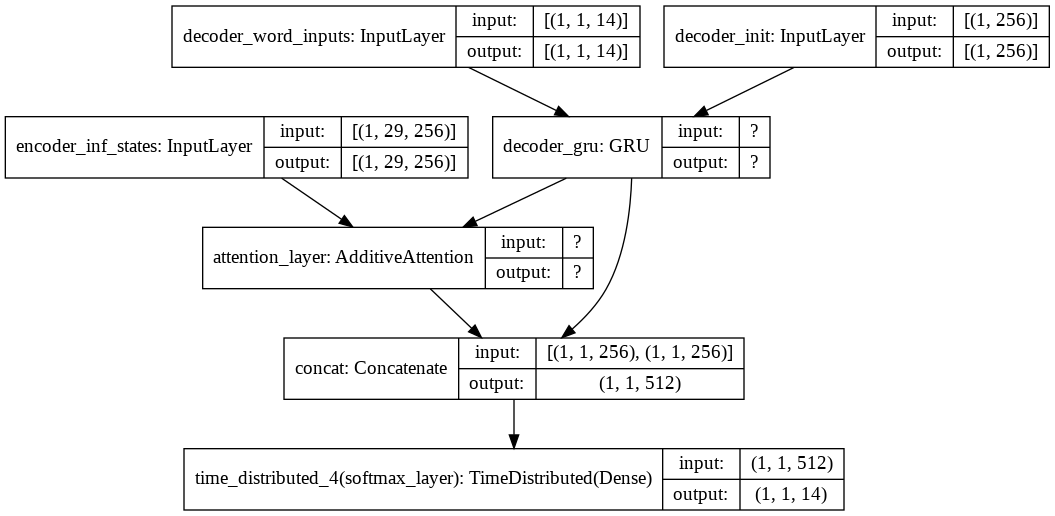 decoder_word_inputs: InputLayer
input:
[(1, 1, 14)]
output:
[(1, 1, 14)]
decoder_init: InputLayer
input:
[(1, 256)]
output:
[(1, 256)]
encoder_inf_states: InputLayer
input:
[(1, 29, 256)]
output:
[(1, 29, 256)]
decoder_gru: GRU
input:
?
output:
?
attention_layer: AdditiveAttention
input:
?
output:
?
concat: Concatenate
input:
[(1, 1, 256), (1, 1, 256)]
output:
(1, 1, 512)
time_distributed_4(softmax_layer): TimeDistributed(Dense)
input:
(1, 1, 512)
output:
(1, 1, 14)